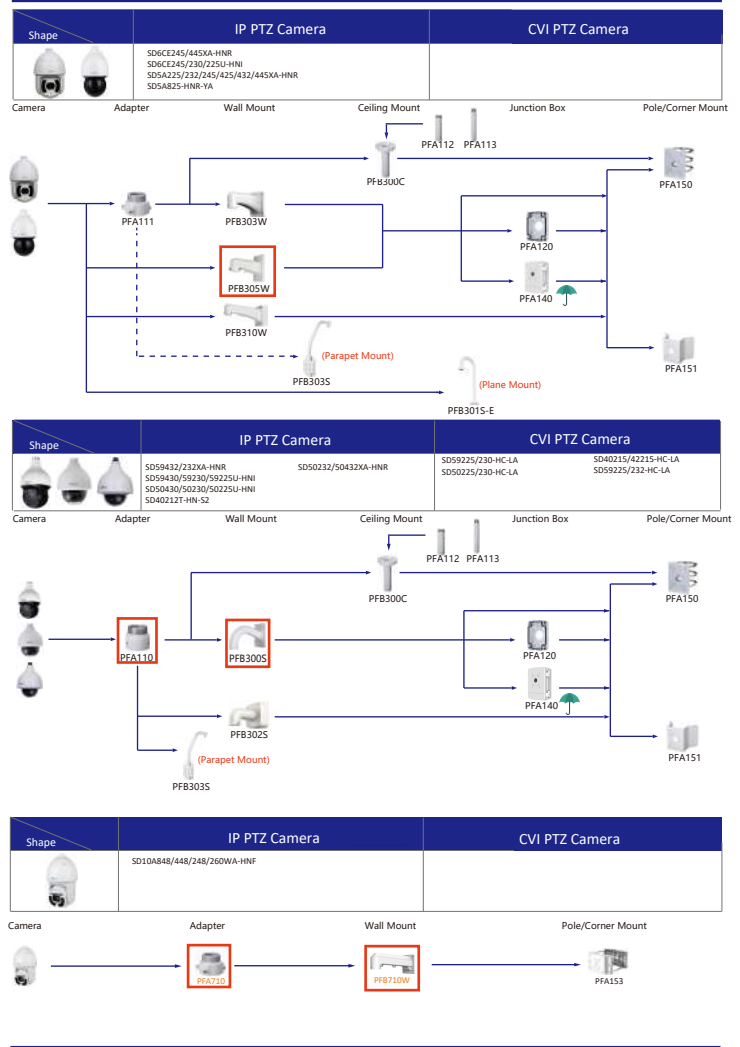 Shape
IP PTZ Camera
CVI PTZ Camera
SD6CE245/445XA-HNR
SD6CE245/230/225U-HNI
SD5A225/232/245/425/432/445XA-HNR
SD5A825-HNR-YA
Camera
Adapter
Wall Mount
Ceiling Mount
Junction Box
Pole/Corner Mount
PFA112
PFA113
PFB300C
PFA150
PFA111
PFB303W
PFA120
PFB305W
PFA140
PFB310W
(Parapet Mount)
PFA151
PFB303S
(Plane Mount)
PFB301S-E
Shape
IP PTZ Camera
CVI PTZ Camera
SD59432/232XA-HNR
SD50232/50432XA-HNR
SD59430/59230/59225U-HNI
SD50430/50230/50225U-HNI
SD40212T-HN-S2
SD59225/230-HC-LA
SD40215/42215-HC-LA
SD50225/230-HC-LA
SD59225/232-HC-LA
Camera
Adapter
Wall Mount
Ceiling Mount
Junction Box
Pole/Corner Mount
PFA112
PFA113
PFB300C
PFA150
PFA110
PFB300S
PFA120
PFA140
PFB302S
(Parapet Mount)
PFA151
PFB303S
Shape
IP PTZ Camera
CVI PTZ Camera
SD10A848/448/248/260WA-HNF
Camera
Adapter
Wall Mount
Pole/Corner Mount
PFA710
PFB710W
PFA153